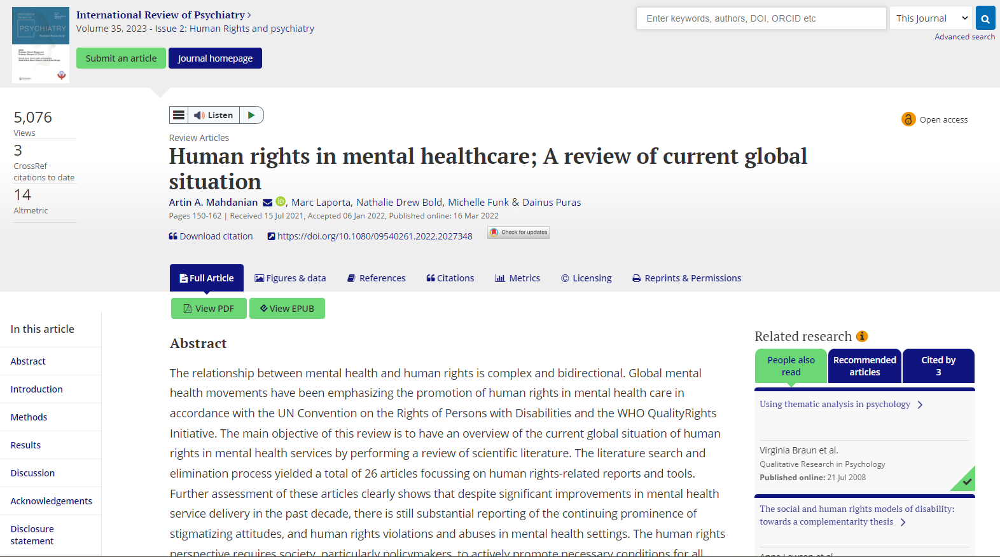 International Review of Psychiatry >
Volume 35, 2023 - Issue 2: Human Rights and psychiatry
PSYCHIATRY
Submit an article
Journal homepage
Enter keywords, authors, DOI, ORCID etc
This Journal
Advanced search
5,076
Views
3
CrossRef
citations to date
14
Altmetric
Listen
Open access
Review Articles
Human rights in mental healthcare; A review of current global
situation
Artin A. Mahdanian iD, Marc Laporta, Nathalie Drew Bold, Michelle Funk & Dainus Puras
Pages 150-162 | Received 15 Jul 2021, Accepted 06 Jan 2022, Published online: 16 Mar 2022
Download citation
https://doi.org/10.1080/09540261.2022.2027348
Check for updates
Full Article
Figures & data
References
Citations
Metrics
Licensing
Reprints & Permissions
View PDF
View EPUB
In this article
Abstract
Introduction
Methods
Results
Discussion
Acknowledgements
Disclosure
statement
Abstract
The relationship between mental health and human rights is complex and bidirectional. Global mental
health movements have been emphasizing the promotion of human rights in mental health care in
accordance with the UN Convention on the Rights of Persons with Disabilities and the WHO QualityRights
Initiative. The main objective of this review is to have an overview of the current global situation of human
rights in mental health services by performing a review of scientific literature. The literature search and
elimination process yielded a total of 26 articles focussing on human rights-related reports and tools.
Further assessment of these articles clearly shows that despite significant improvements in mental health
service delivery in the past decade, there is still substantial reporting of the continuing prominence of
stigmatizing attitudes, and human rights violations and abuses in mental health settings. The human rights
perspective requires society, particularly policymakers, to actively promote necessary conditions for all
Related research
People also
read
Recommended
articles
Cited by
3
Using thematic analysis in psychology
Virginia Braun et al.
Qualitative Research in Psychology
Published online: 21 Jul 2008
The social and human rights models of disability:
towards a complementarity thesis
Anna Lawson et al.